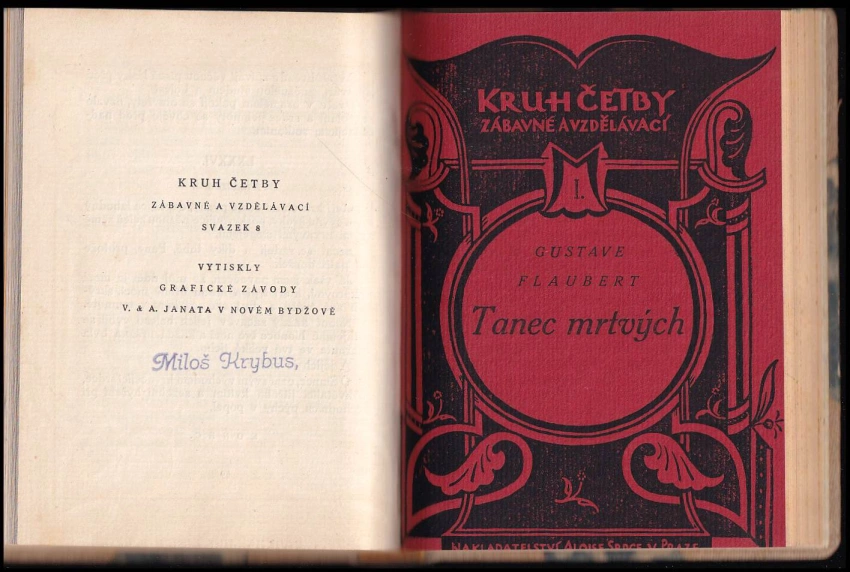 KRUH ČETBY
ZÁBAVNÉ A VZDĚLÁVACÍ
SVAZEK 8
VYTISKLY
GRAFICKÉ ZÁVODY
V. & A. JANATA V NOVÉM BYDŽOVĚ
Miloš Krybus,
KRUH ČETBY
ZÁBAVNÉ A VZDĚLÁVACÍ
I.
GUSTAVE
FLAUBERT
Tanec mrtvých
NAKLADATELSTVÍ ALOISE SRDCE V PRAZE